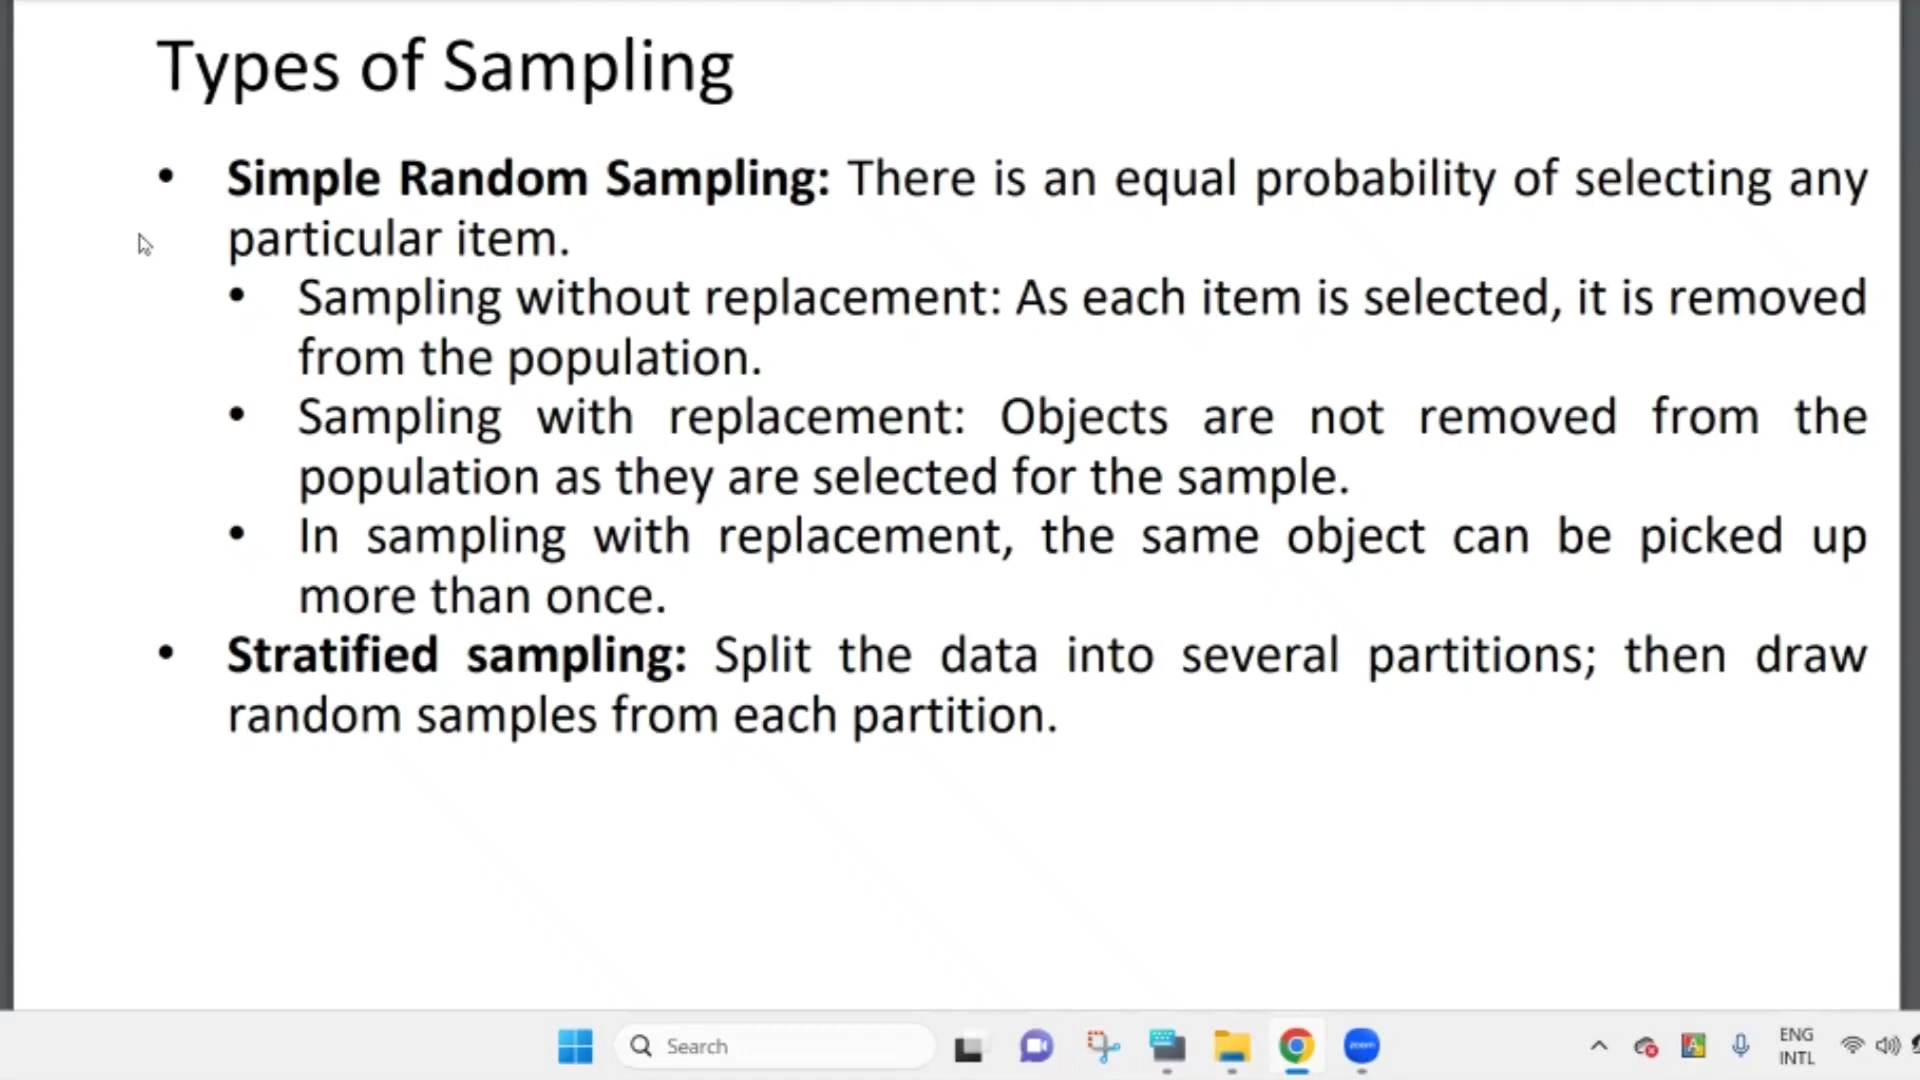 Types of Sampling
• Simple Random Sampling: There is an equal probability of selecting any
particular item.
• Sampling without replacement: As each item is selected, it is removed
from the population.
• Sampling with replacement: Objects are not removed from the
population as they are selected for the sample.
• In sampling with replacement, the same object can be picked up
more than once.
• Stratified sampling: Split the data into several partitions; then draw
random samples from each partition.
Search
zoom
ENG
INTL